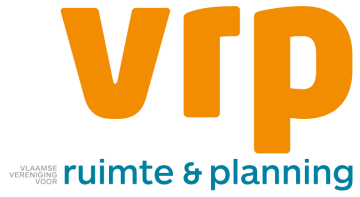 vrp
VLAAMSE
VERENIGING
VOOR
ruimte & planning